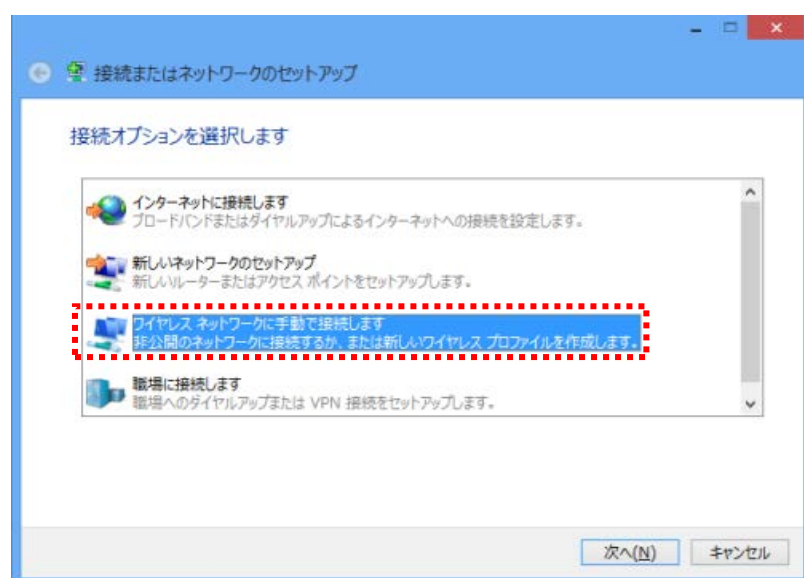 接続またはネットワークのセットアップ
接続オプションを選択します
インターネットに接続します
ブロードバンドまたはダイヤルアップによるインターネットへの接続を設定します。
新しいネットワークのセットアップ
新しいルーターまたはアクセス ポイントをセットアップします。
ワイヤレス ネットワークに手動で接続します
非公開のネットワークに接続するか、または新しいワイヤレス プロファイルを作成します。
職場に接続します
職場へのダイヤルアップまたは VPN 接続をセットアップします。
次へ(N) キャンセル